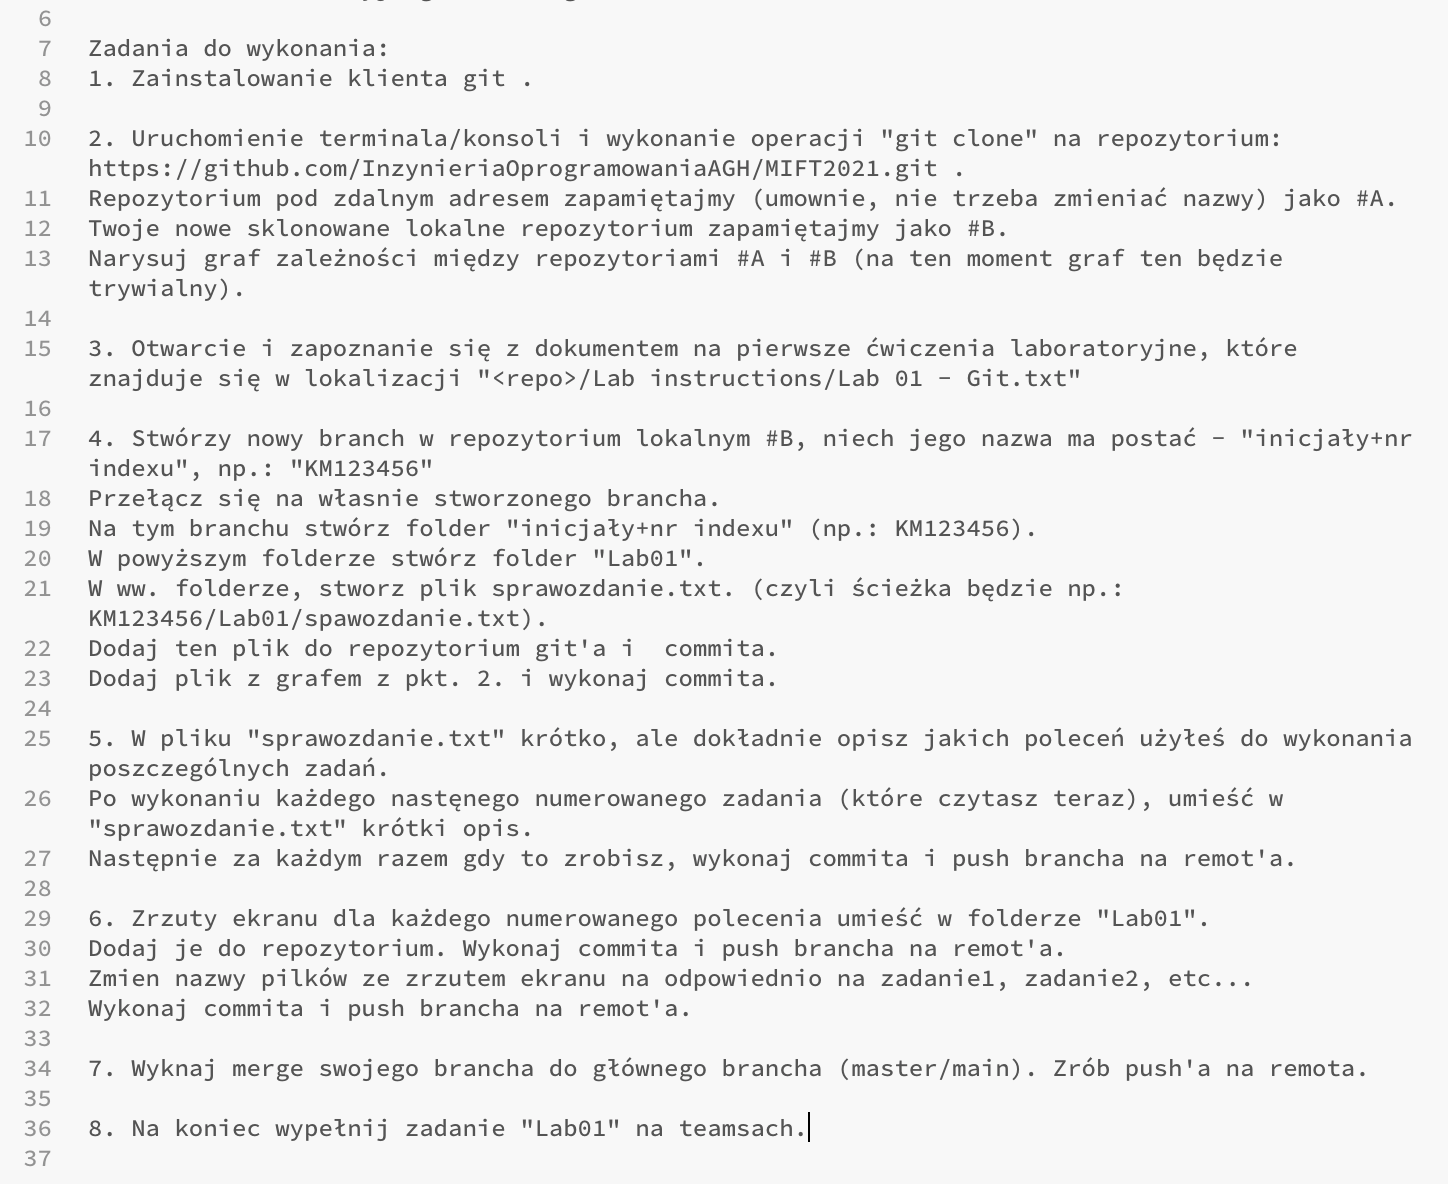 6
7 Zadania do wykonania:
8 1. Zainstalowanie klienta git .
9
10 2. Uruchomienie terminala/konsoli i wykonanie operacji "git clone" na repozytorium:
https://github.com/InzynieriaOprogramowaniaAGH/MIFT2021.git .
11 Repozytorium pod zdalnym adresem zapamiętajmy (umownie, nie trzeba zmieniać nazwy) jako #A.
12 Twoje nowe sklonowane lokalne repozytorium zapamiętajmy jako #B.
13 Narysuj graf zależności między repozytoriami #A i #B (na ten moment graf ten będzie
trywialny).
14
15 3. Otwarcie i zapoznanie się z dokumentem na pierwsze ćwiczenia laboratoryjne, które
znajduje się w lokalizacji "<repo>/Lab instructions/Lab 01 – Git.txt"
16
17 4. Stwórzy nowy branch w repozytorium lokalnym #B, niech jego nazwa ma postać – "inicjały+nr
indexu", np.: "KM123456"
18 Przełącz się na własnie stworzonego brancha.
19 Na tym branchu stwórz folder "inicjały+nr indexu" (np.: KM123456).
20 W powyższym folderze stwórz folder "Lab01".
21 W ww. folderze, stworz plik sprawozdanie.txt. (czyli ścieżka będzie np.:
KM123456/Lab01/spawozdanie.txt).
22 Dodaj ten plik do repozytorium git'a i  commita.
23 Dodaj plik z grafem z pkt. 2. i wykonaj commita.
24
25 5. W pliku "sprawozdanie.txt" krótko, ale dokładnie opisz jakich poleceń użyłeś do wykonania
poszczególnych zadań.
26 Po wykonaniu każdego nastęnego numerowanego zadania (które czytasz teraz), umieść w
"sprawozdanie.txt" krótki opis.
27 Następnie za każdym razem gdy to zrobisz, wykonaj commita i push brancha na remot'a.
28
29 6. Zrzuty ekranu dla każdego numerowanego polecenia umieść w folderze "Lab01".
30 Dodaj je do repozytorium. Wykonaj commita i push brancha na remot'a.
31 Zmien nazwy pilków ze zrzutem ekranu na odpowiednio na zadanie1, zadanie2, etc...
32 Wykonaj commita i push brancha na remot'a.
33
34 7. Wyknaj merge swojego brancha do głównego brancha (master/main). Zrób push'a na remota.
35
36 8. Na koniec wypełnij zadanie "Lab01" na teamsach.
37